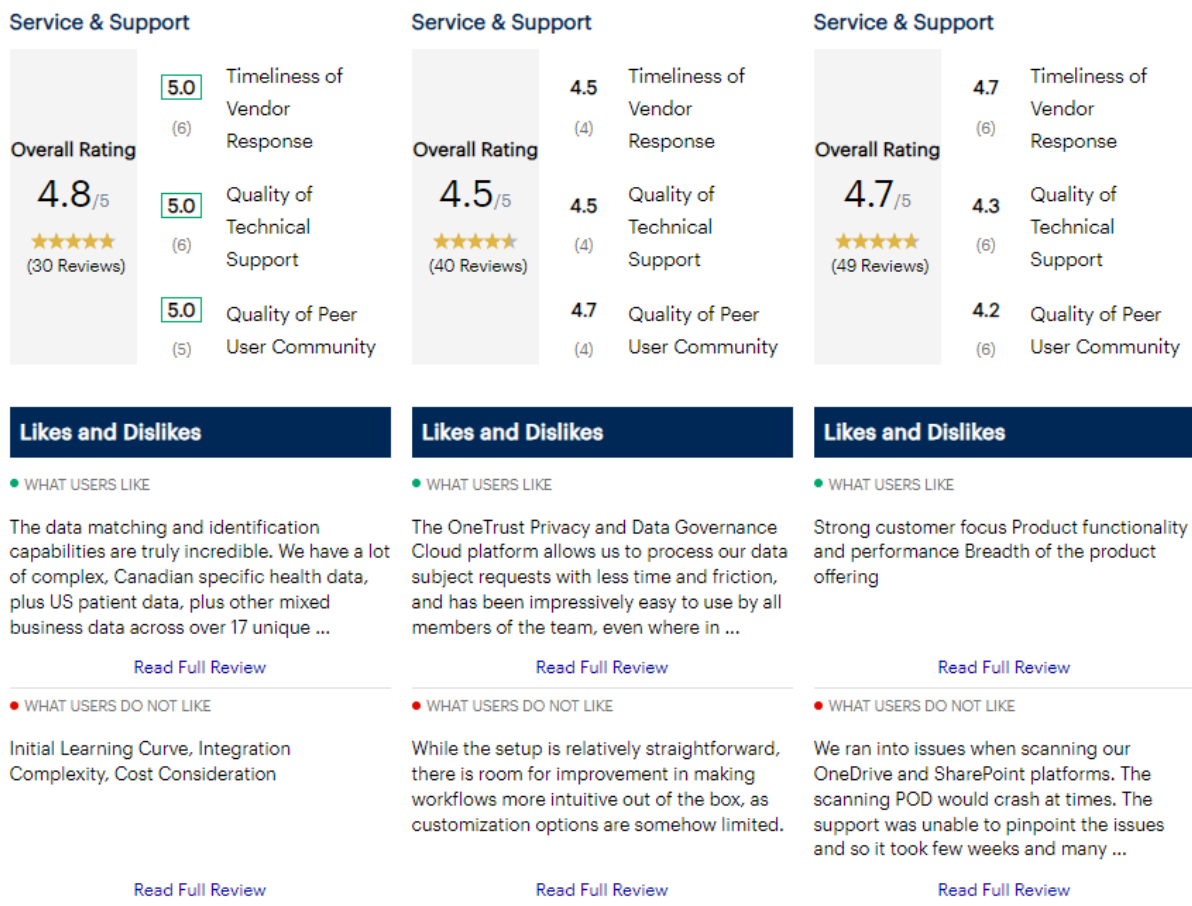 Service & Support
Overall Rating
4.8/5
(30 Reviews)
5.0
(6)
Timeliness of
Vendor
Response
5.0
(6)
Quality of
Technical
Support
5.0
(5)
Quality of Peer
User Community
Likes and Dislikes
WHAT USERS LIKE
The data matching and identification
capabilities are truly incredible. We have a lot
of complex, Canadian specific health data,
plus US patient data, plus other mixed
business data across over 17 unique ...
Read Full Review
WHAT USERS DO NOT LIKE
Initial Learning Curve, Integration
Complexity, Cost Consideration
Read Full Review
Service & Support
Overall Rating
4.5/5
(40 Reviews)
4.5
(4)
Timeliness of
Vendor
Response
4.5
(4)
Quality of
Technical
Support
4.7
(4)
Quality of Peer
User Community
Likes and Dislikes
WHAT USERS LIKE
The OneTrust Privacy and Data Governance
Cloud platform allows us to process our data
subject requests with less time and friction,
and has been impressively easy to use by all
members of the team, even where in ...
Read Full Review
WHAT USERS DO NOT LIKE
While the setup is relatively straightforward,
there is room for improvement in making
workflows more intuitive out of the box, as
customization options are somehow limited.
Read Full Review
Service & Support
Overall Rating
4.7/5
(49 Reviews)
4.7
(6)
Timeliness of
Vendor
Response
4.3
(6)
Quality of
Technical
Support
4.2
(6)
Quality of Peer
User Community
Likes and Dislikes
WHAT USERS LIKE
Strong customer focus Product functionality
and performance Breadth of the product
offering
Read Full Review
WHAT USERS DO NOT LIKE
We ran into issues when scanning our
OneDrive and SharePoint platforms. The
scanning POD would crash at times. The
support was unable to pinpoint the issues
and so it took few weeks and many ...
Read Full Review